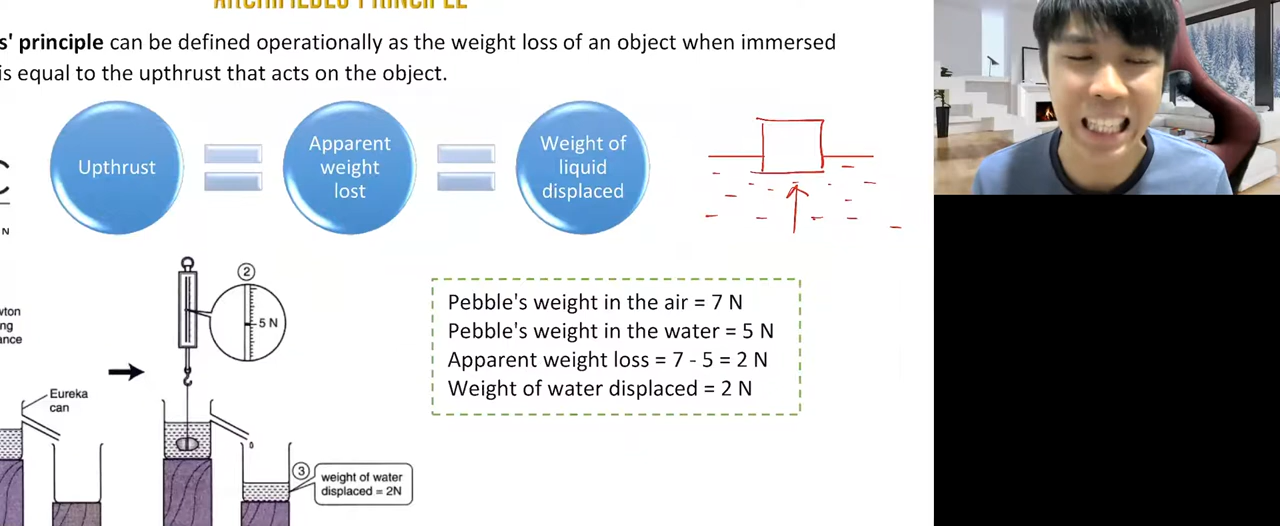 ARCHIMEDES PRINCIPLE
s' principle can be defined operationally as the weight loss of an object when immersed
is equal to the upthrust that acts on the object.
Upthrust
Apparent
weight
lost
Weight of
liquid
displaced
N
2
5 N
Pebble's weight in the air = 7 N
Pebble's weight in the water = 5 N
Apparent weight loss = 7 - 5 = 2 N
Weight of water displaced = 2 N
Eureka
can
3
weight of water
displaced = 2N